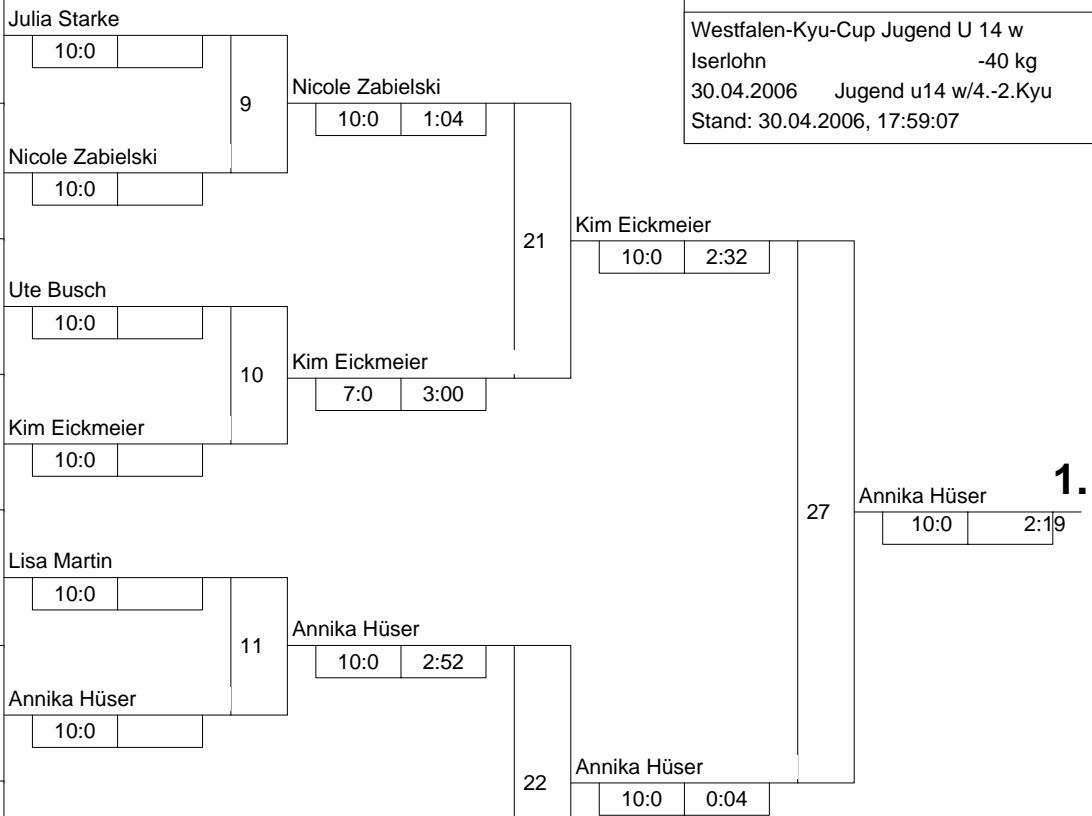 Julia Starke
10:0
Westfalen-Kyu-Cup Jugend U 14 w
Iserlohn -40 kg
30.04.2006 Jugend u14 w/4.-2.Kyu
Stand: 30.04.2006, 17:59:07
9
Nicole Zabielski
10:0 1:04
Nicole Zabielski
10:0
21
Kim Eickmeier
10:0 2:32
Ute Busch
10:0
10
Kim Eickmeier
7:0 3:00
Kim Eickmeier
10:0
27
Annika Hüser 1.
10:0 2:19
Lisa Martin
10:0
11
Annika Hüser
10:0 2:52
Annika Hüser
10:0
22
Annika Hüser
10:0 0:04